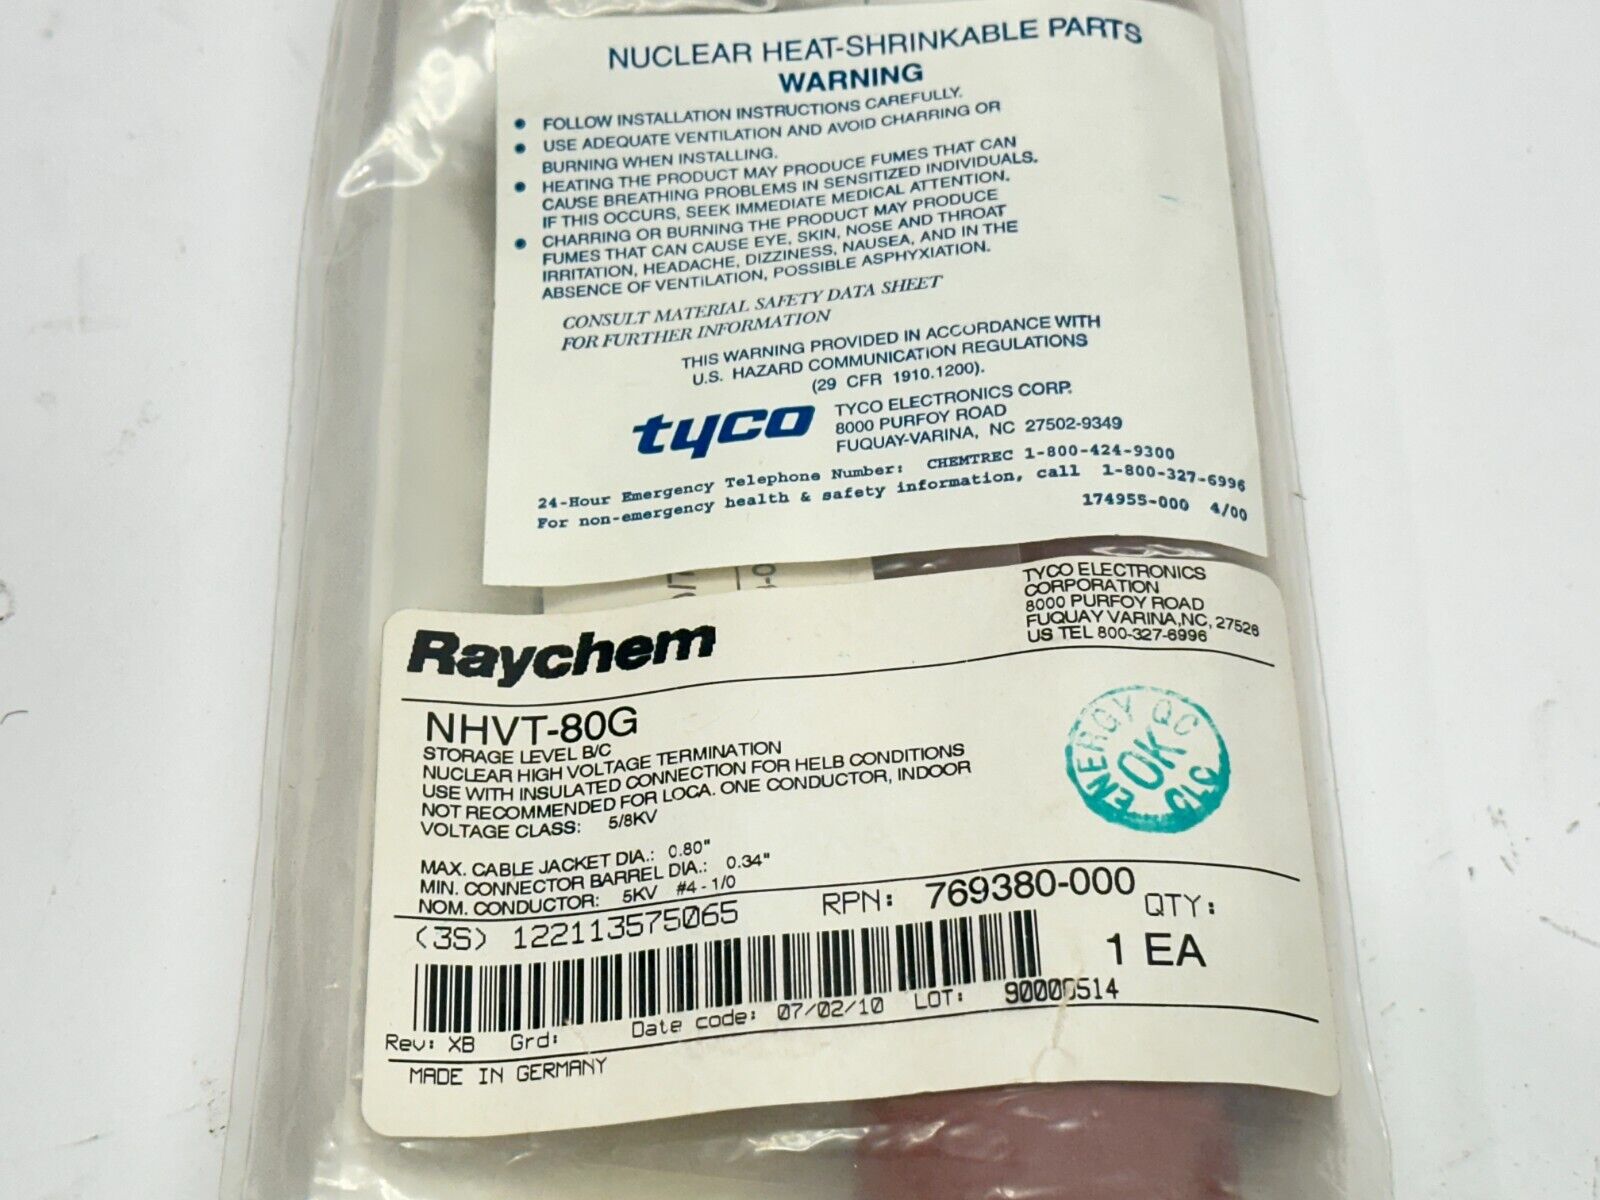 NUCLEAR HEAT-SHRINKABLE PARTS
WARNING
• FOLLOW INSTALLATION INSTRUCTIONS CAREFULLY.
• USE ADEQUATE VENTILATION AND AVOID CHARRING OR
BURNING WHEN INSTALLING.
• HEATING THE PRODUCT MAY PRODUCE FUMES THAT CAN
CAUSE BREATHING PROBLEMS IN SENSITIZED INDIVIDUALS.
IF THIS OCCURS, SEEK IMMEDIATE MEDICAL ATTENTION.
• CHARRING OR BURNING THE PRODUCT MAY PRODUCE
FUMES THAT CAN CAUSE EYE, SKIN, NOSE AND THROAT
IRRITATION, HEADACHE, DIZZINESS, NAUSEA, AND IN THE
ABSENCE OF VENTILATION, POSSIBLE ASPHYXIATION.
CONSULT MATERIAL SAFETY DATA SHEET
FOR FURTHER INFORMATION
THIS WARNING PROVIDED IN ACCORDANCE WITH
U.S. HAZARD COMMUNICATION REGULATIONS
(29 CFR 1910.1200).
tyco
TYCO ELECTRONICS CORP.
8000 PURFOY ROAD
FUQUAY-VARINA, NC 27502-9349
24-Hour Emergency Telephone Number: CHEMTREC 1-800-424-9300
For non-emergency health & safety information, call 1-800-327-6996
174955-000 4/00
TYCO ELECTRONICS
CORPORATION
8000 PURFOY ROAD
FUQUAY VARINA,NC, 27526
US TEL 800-327-6996
Raychem
NHVT-80G
STORAGE LEVEL B/C
NUCLEAR HIGH VOLTAGE TERMINATION
USE WITH INSULATED CONNECTION FOR HELB CONDITIONS
NOT RECOMMENDED FOR LOCA. ONE CONDUCTOR, INDOOR
VOLTAGE CLASS: 5/8KV
ENERGY QC
OK
CLC
MAX. CABLE JACKET DIA.: 0.80"
MIN. CONNECTOR BARREL DIA.: 0.34"
NOM. CONDUCTOR: 5KV #4 - 1/0
(3S) 122113575065
RPN: 769380-000 QTY:
1 EA
Rev: XB Grd: Date code: 07/02/10 LOT:
MADE IN GERMANY